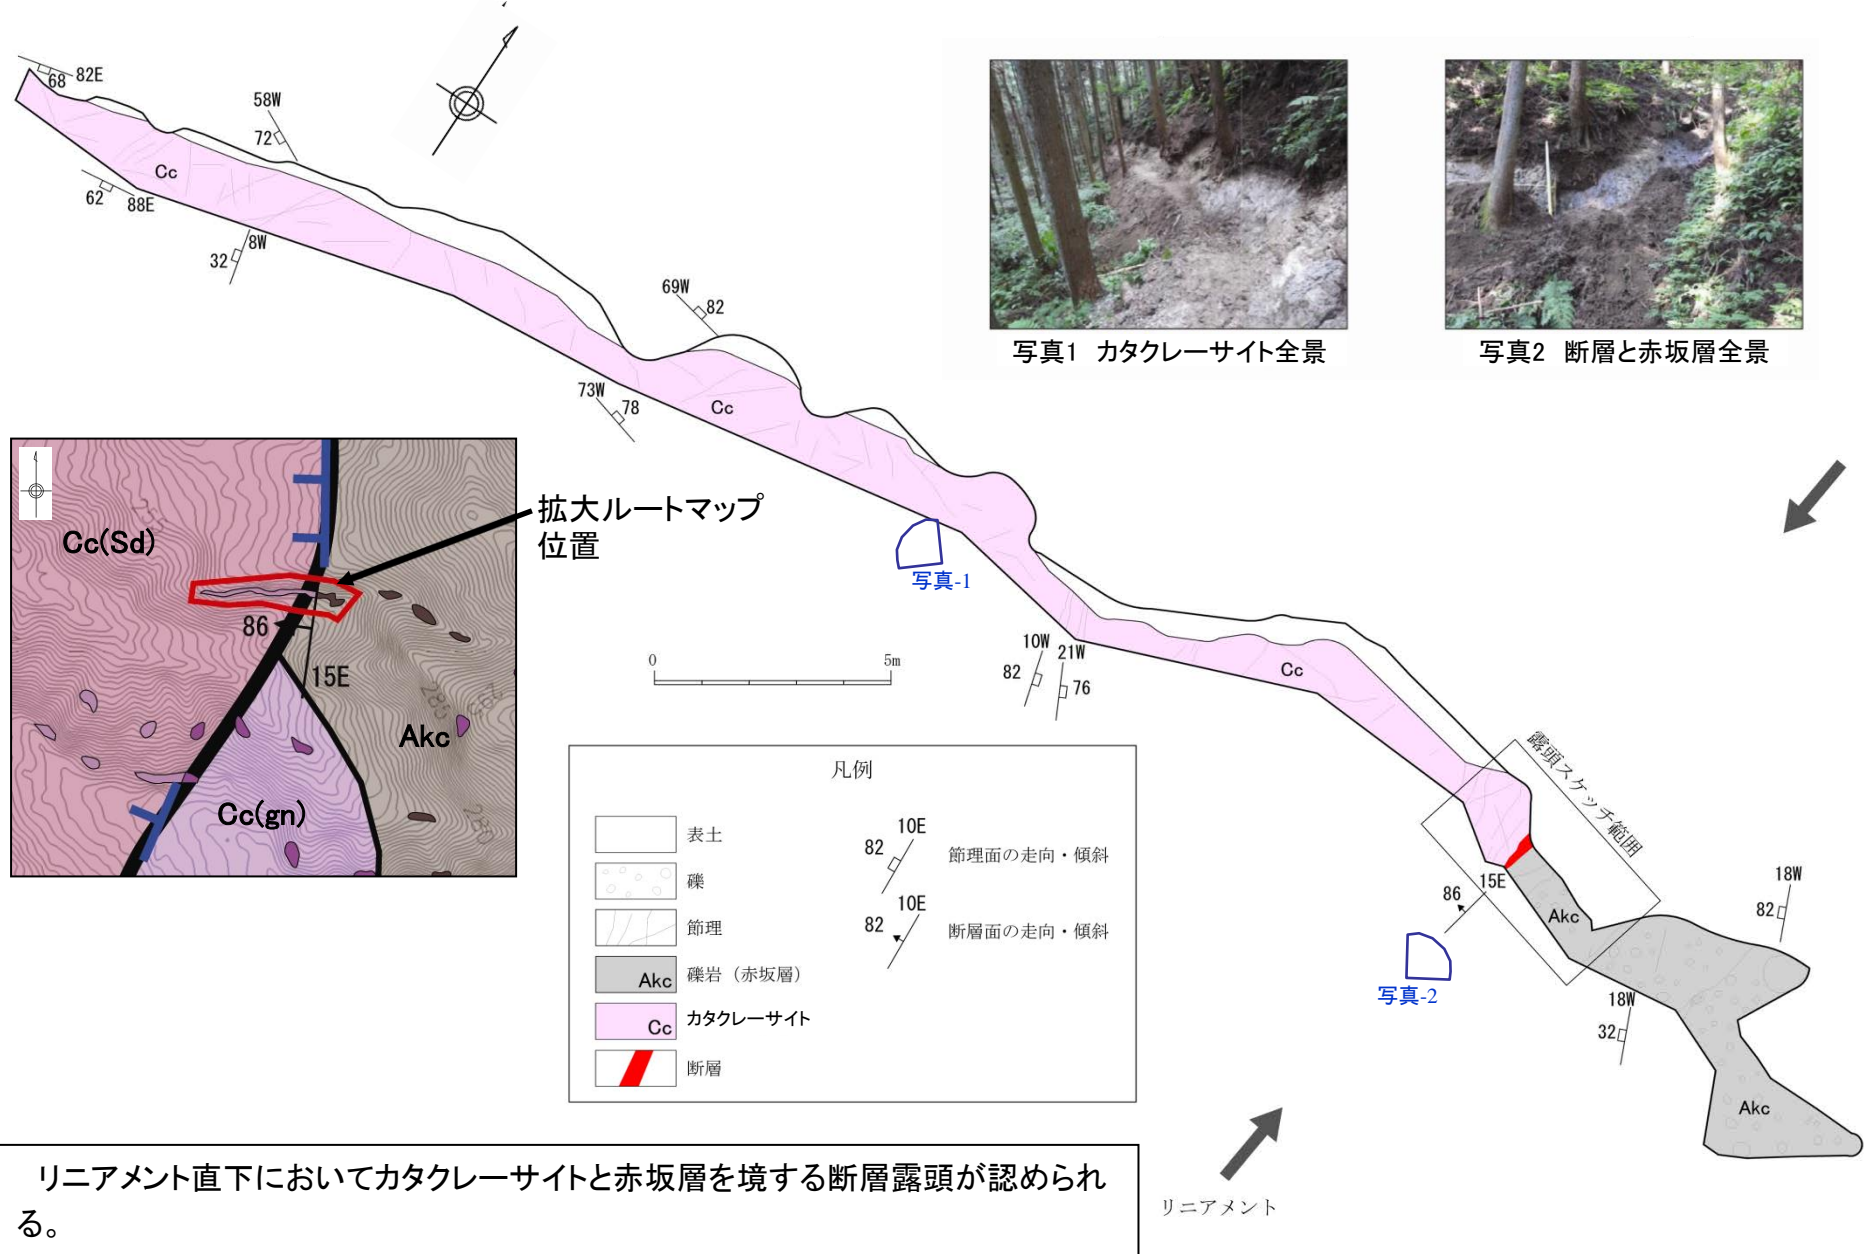 82E
68
58W
72
Cc
62
88E
8W
32
69W
82
73W
78
Cc
写真1 カタクレーサイト全景
写真2 断層と赤坂層全景
拡大ルートマップ
位置
Cc(Sd)
86
15E
285
Akc
Cc(gn)
280
写真-1
0
5m
10W
82
21W
76
Cc
露頭スケッチ範囲
15E
86
Akc
18W
82
写真-2
18W
32
Akc
凡例
表土
礫
節理
Akc
礫岩（赤坂層）
Cc
カタクレーサイト
断層
10E
82
節理面の走向・傾斜
10E
82
断層面の走向・傾斜
リニアメント
リニアメント直下においてカタクレーサイトと赤坂層を境する断層露頭が認められ
る。